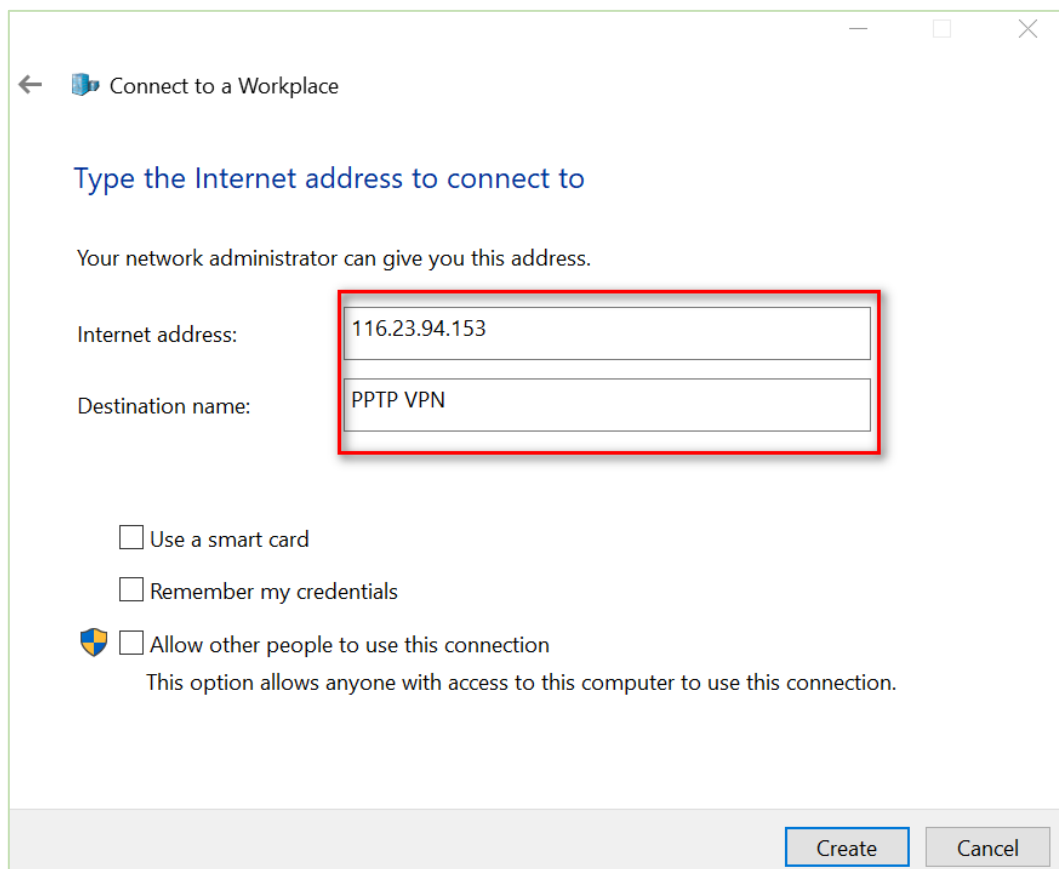 Connect to a Workplace
Type the Internet address to connect to
Your network administrator can give you this address.
Internet address: 116.23.94.153
Destination name: PPTP VPN
Use a smart card
Remember my credentials
Allow other people to use this connection
This option allows anyone with access to this computer to use this connection.
Create Cancel